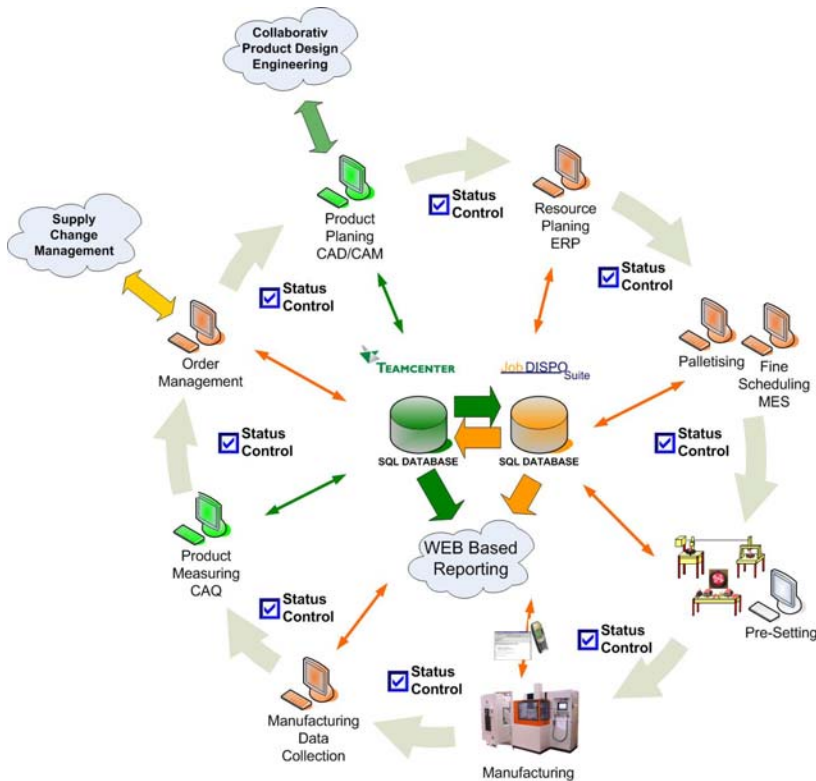 Collaborativ
Product Design
Engineering
Supply
Change
Management
Product
Planing
CAD/CAM
Status
Control
Resource
Planing
ERP
Status
Control
Status
Control
Order
Management
TEAMCENTER
JobDISPO
Suite
Palletising
Fine
Scheduling
MES
SQL DATABASE
SQL DATABASE
Status
Control
Status
Control
Product
Measuring
CAQ
WEB Based
Reporting
Pre-Setting
Status
Control
Status
Control
Status
Control
Manufacturing
Data
Collection
Manufacturing